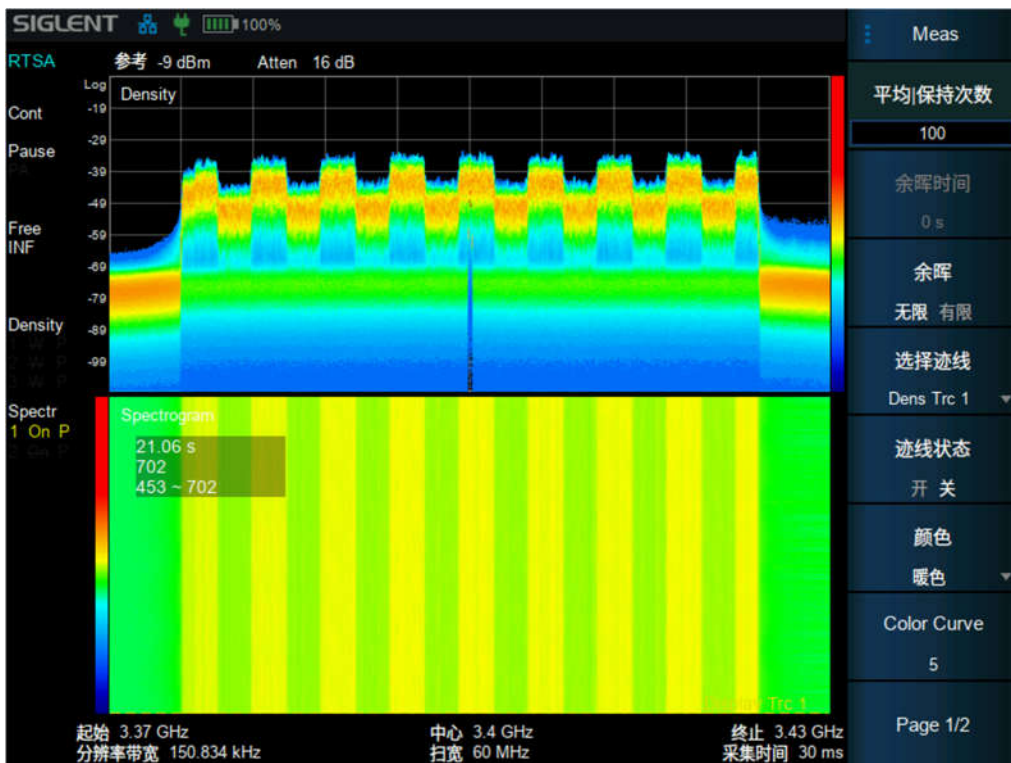 SIGLENT 100%
RTSA 参考 -9 dBm Atten 16 dB
Log
Density
Cont
Pause
PA
Free
INF
Density
-19
-29
-39
-49
-59
-69
-79
-89
-99
Spectr
1 On P
Spectrogram
21.06 s
702
453 ~ 702
起始 3.37 GHz 中心 3.4 GHz 终止 3.43 GHz
分辨率带宽 150.834 kHz 扫宽 60 MHz 采集时间 30 ms
Meas
平均|保持次数
100
余晖时间
0 s
余晖
无限 有限
选择迹线
Dens Trc 1
迹线状态
开 关
颜色
暖色
Color Curve
5
Page 1/2